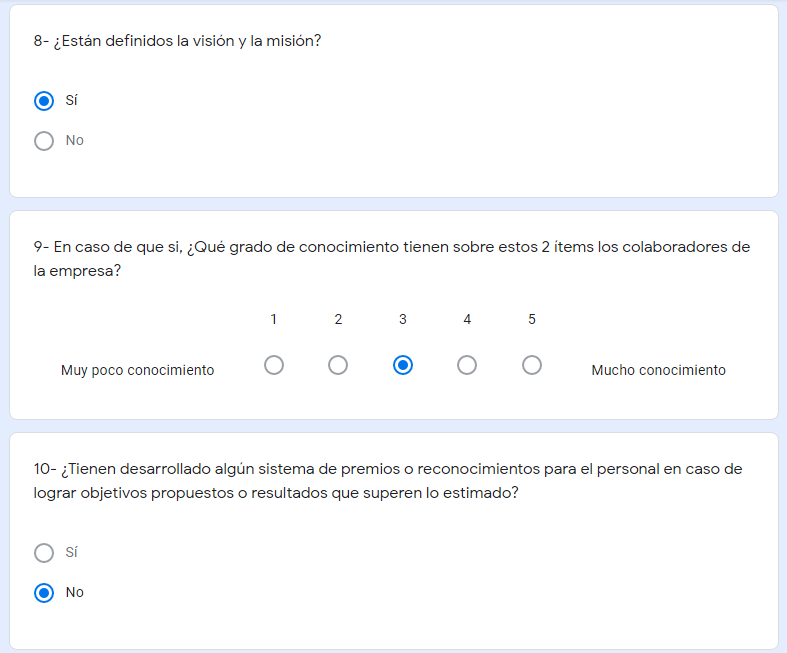 8- ¿Están definidos la visión y la misión?
Sí
No
9- En caso de que si, ¿Qué grado de conocimiento tienen sobre estos 2 ítems los colaboradores de
la empresa?
1 2 3 4 5
Muy poco conocimiento Mucho conocimiento
10- ¿Tienen desarrollado algún sistema de premios o reconocimientos para el personal en caso de
lograr objetivos propuestos o resultados que superen lo estimado?
Sí
No